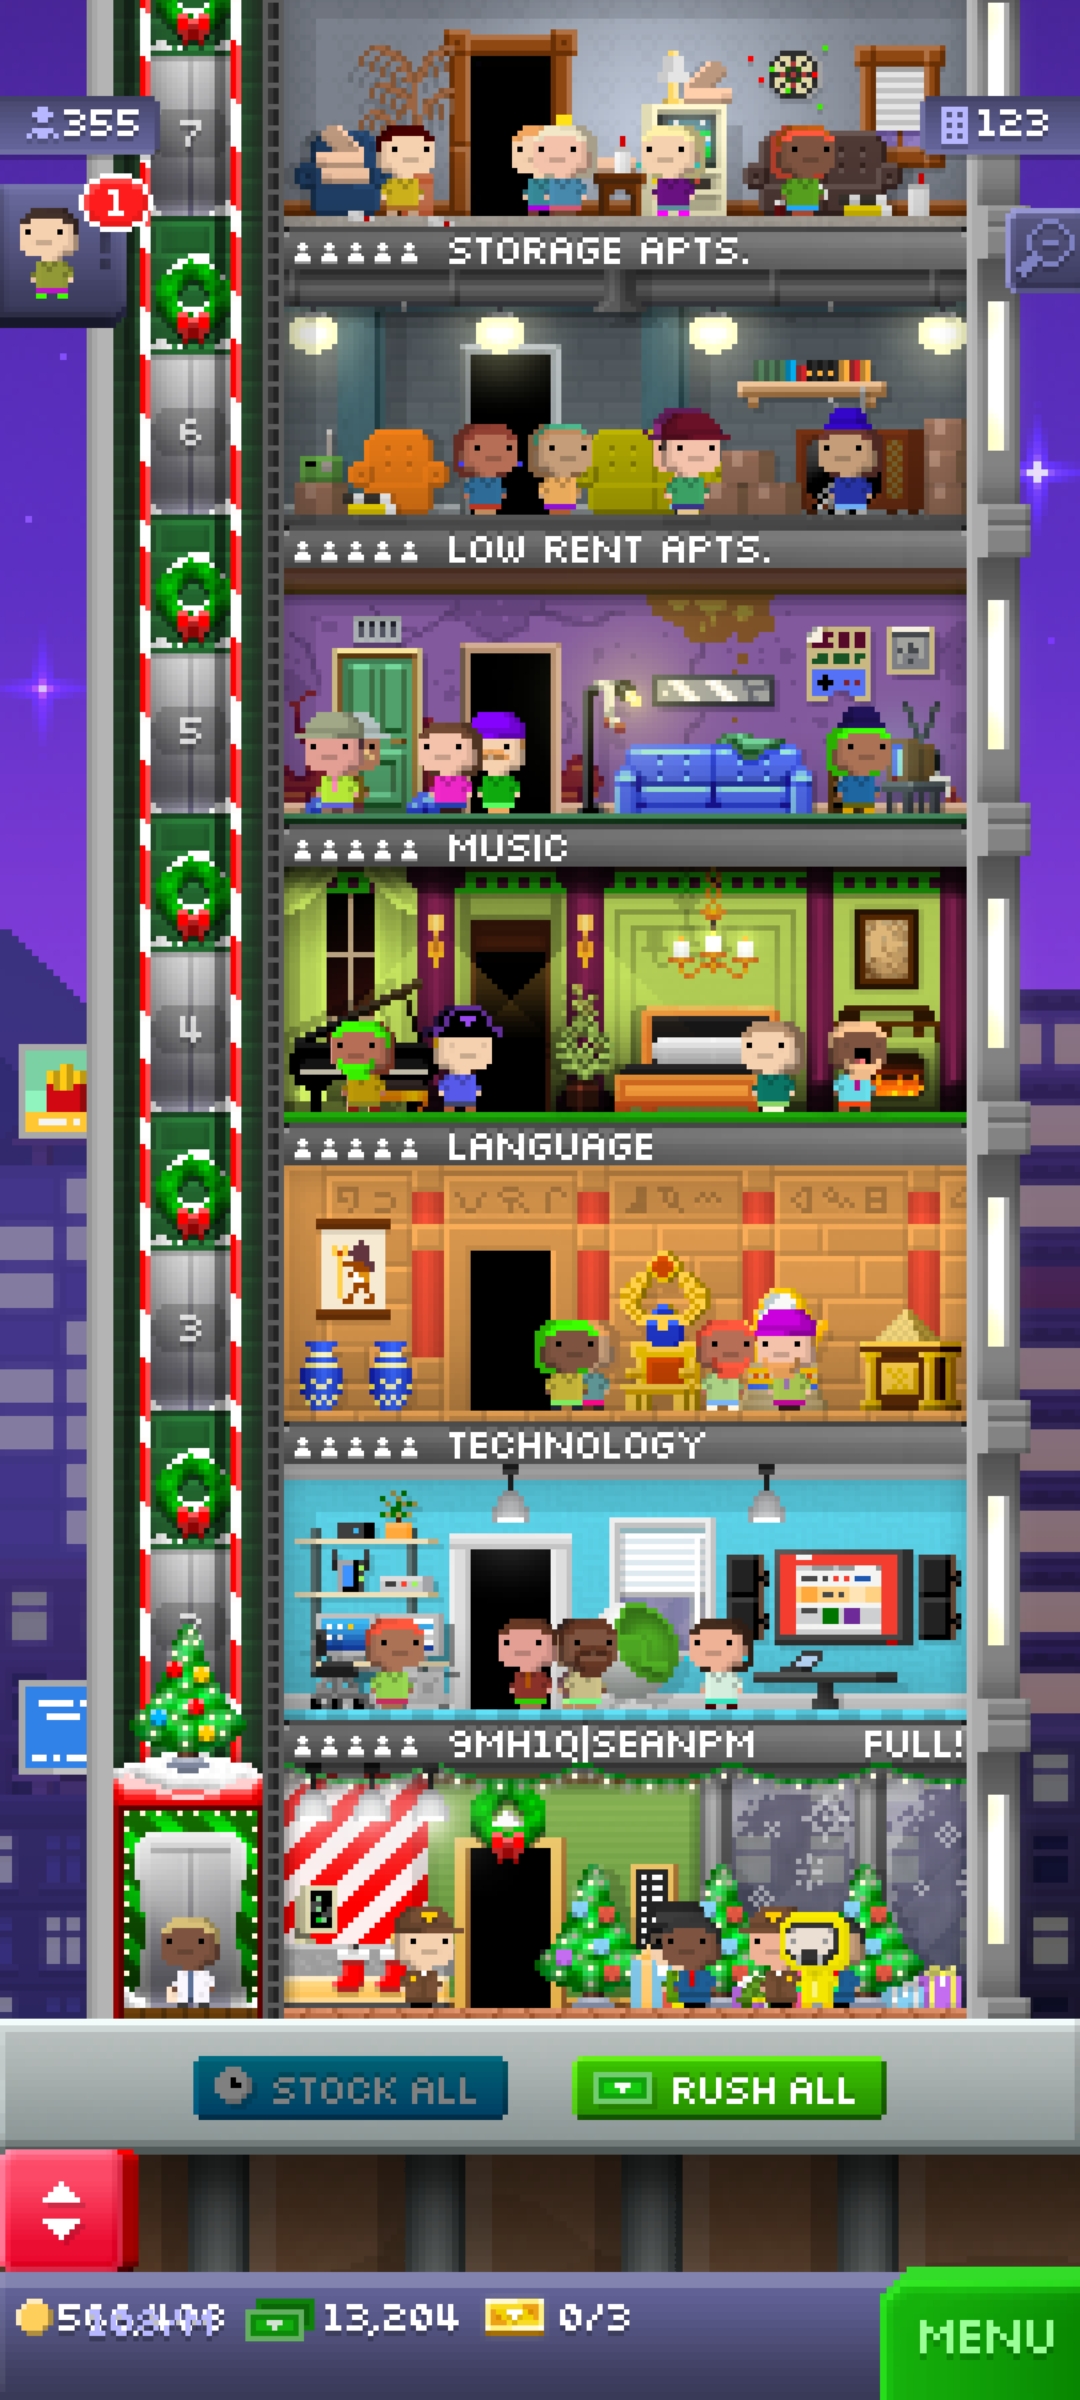 7
355
123
1
STORAGE APTS.
6
LOW RENT APTS.
5
MUSIC
4
LANGUAGE
3
TECHNOLOGY
9MH1Q|SEANPM FULL!
STOCK ALL
RUSH ALL
13,204
0/3
MENU